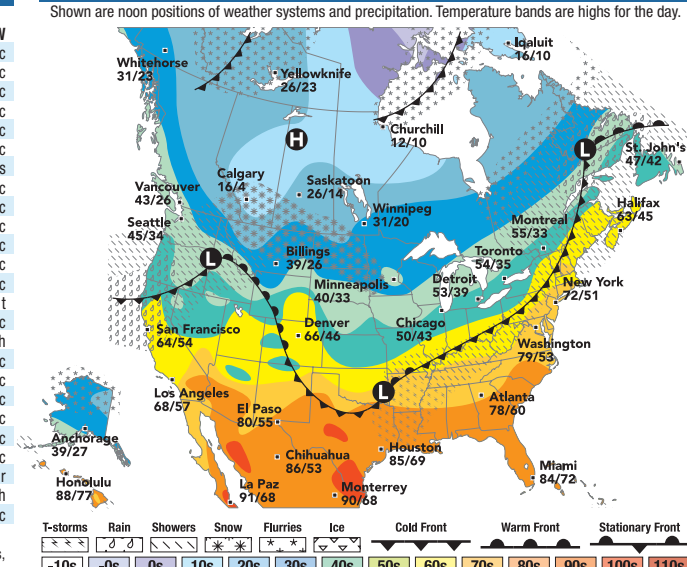 Shown are noon positions of weather systems and precipitation. Temperature bands are highs for the day.
Iqaluit
16/10
Whitehorse
31/23
Yellowknife
26/23
Churchill
12/10
H
L
St. John's
47/42
Calgary
16/4
Saskatoon
26/14
Vancouver
43/26
Winnipeg
31/20
Halifax
63/45
Seattle
45/34
Montreal
55/33
Billings
39/26
Toronto
54/35
L
Minneapolis
40/33
Detroit
53/39
New York
72/51
San Francisco
64/54
Denver
66/46
Chicago
50/43
Washington
79/53
Los Angeles
68/57
L
El Paso
80/55
Atlanta
78/60
Anchorage
39/27
Chihuahua
86/53
Houston
85/69
Honolulu
88/77
La Paz
91/68
Monterrey
90/68
Miami
84/72
T-storms Rain Showers Snow Flurries Ice Cold Front Warm Front Stationary Front
-10s -0s 0s 10s 20s 30s 40s 50s 60s 70s 80s 90s 100s 110s